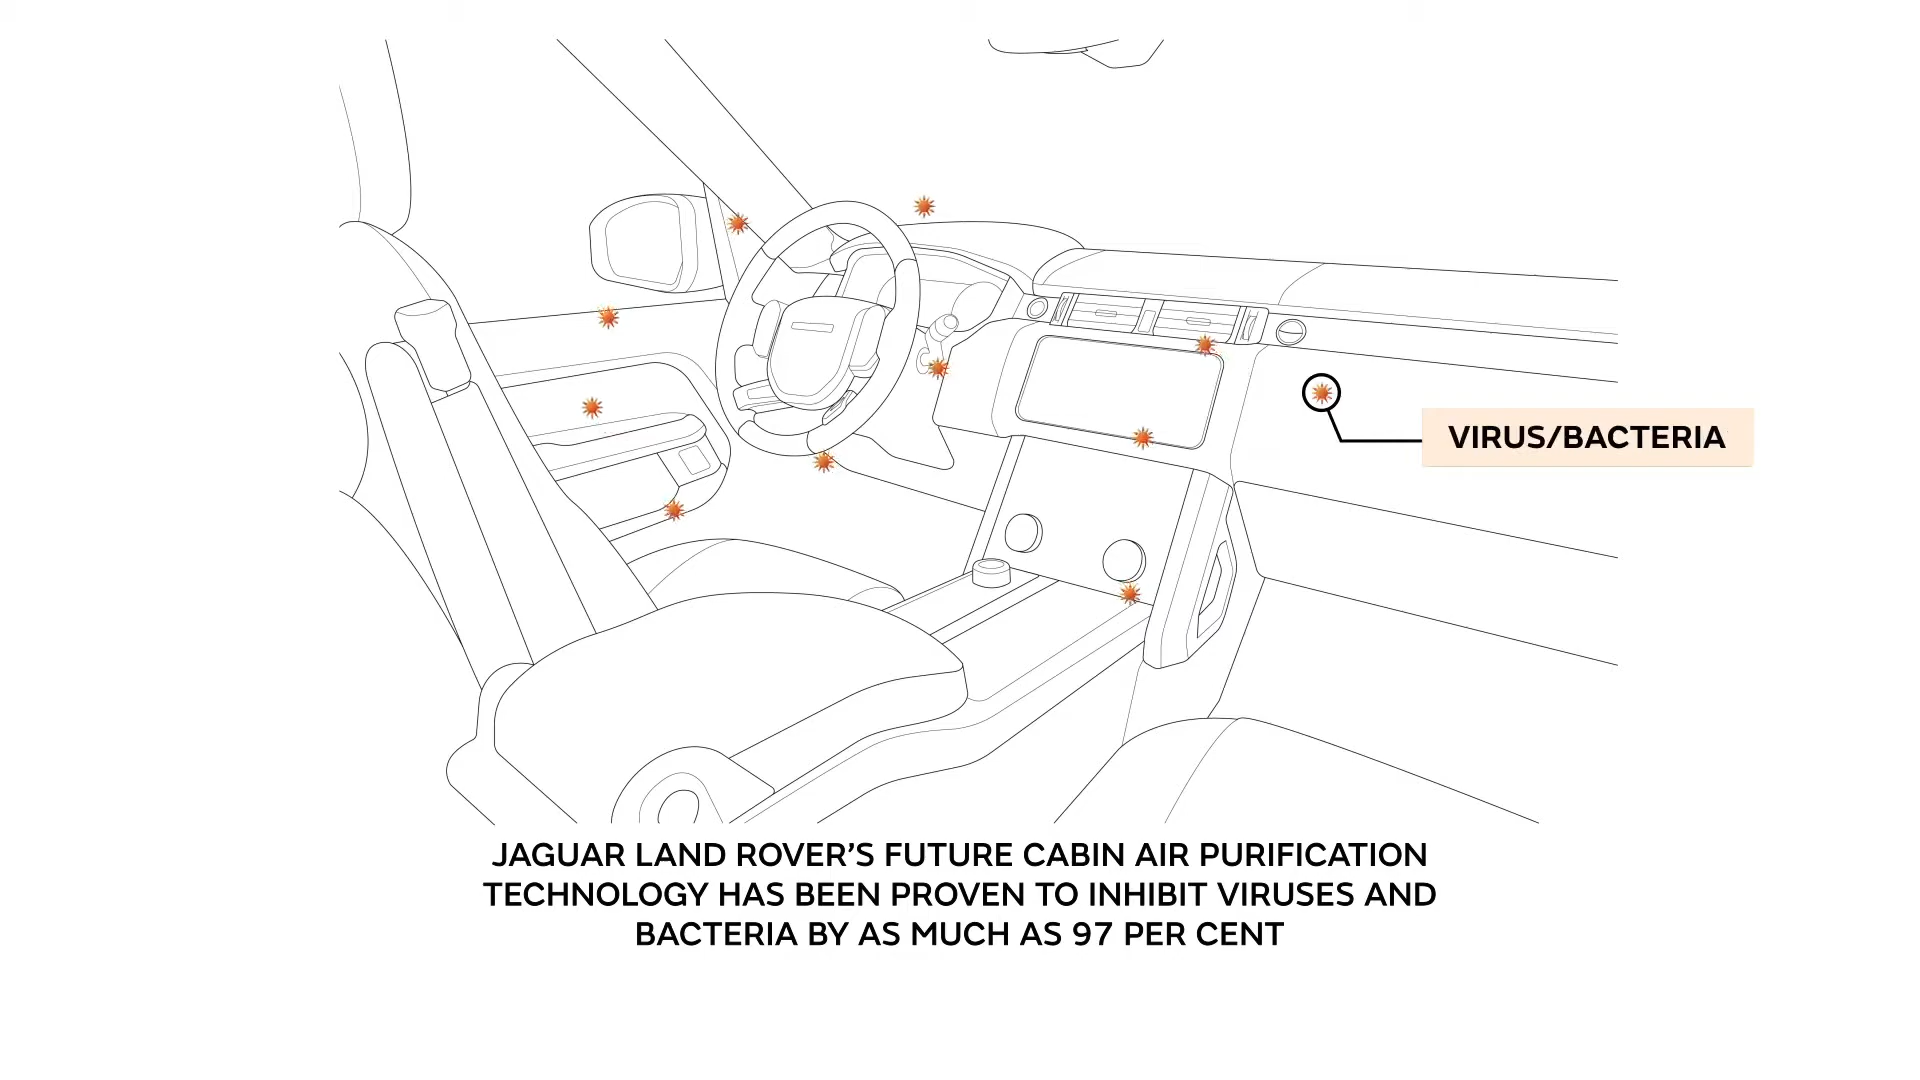 VIRUS/BACTERIA
JAGUAR LAND ROVER’S FUTURE CABIN AIR PURIFICATION
TECHNOLOGY HAS BEEN PROVEN TO INHIBIT VIRUSES AND
BACTERIA BY AS MUCH AS 97 PER CENT